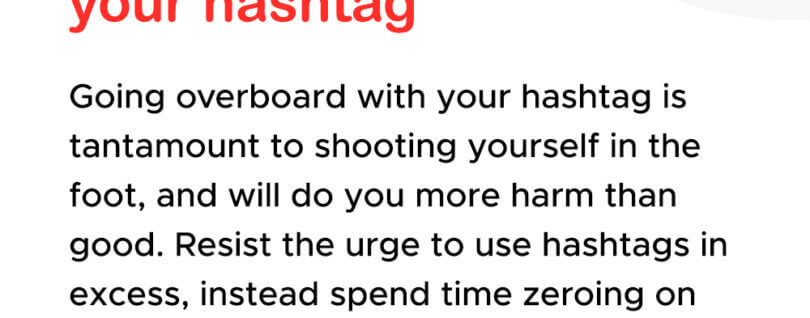 your hashtag
Going overboard with your hashtag is
tantamount to shooting yourself in the
foot, and will do you more harm than
good. Resist the urge to use hashtags in
excess, instead spend time zeroing on